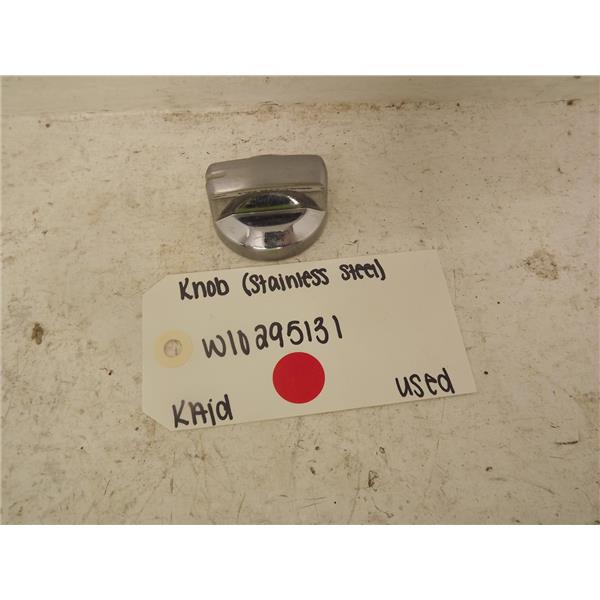 Knob (Stainless Steel)
W10295131
KAid
used